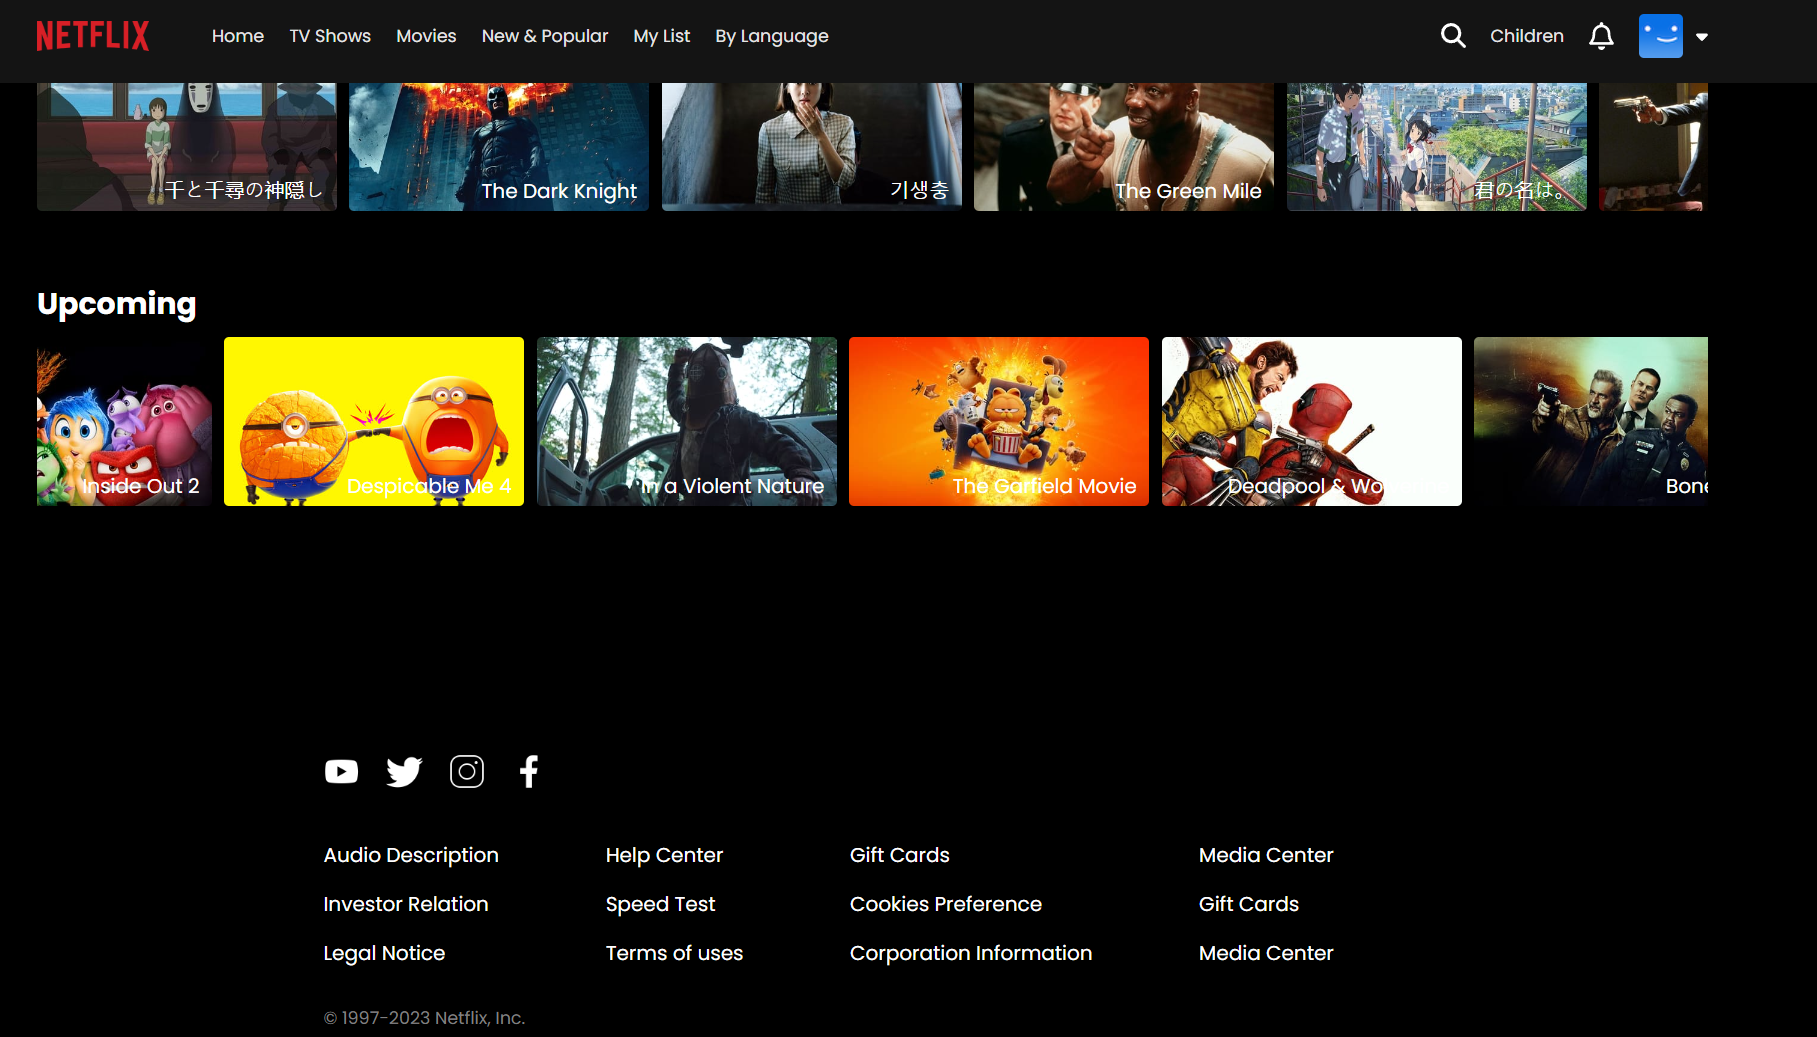 NETFLIX
Home TV Shows Movies New & Popular My List By Language Children
千と千尋の神隠し The Dark Knight 기생충 The Green Mile 君の名は。
Upcoming
Inside Out 2 Despicable Me 4 In a Violent Nature The Garfield Movie Deadpool & Wo
Audio Description Help Center Gift Cards Media Center
Investor Relation Speed Test Cookies Preference Gift Cards
Legal Notice Terms of uses Corporation Information Media Center
© 1997-2023 Netflix, Inc.